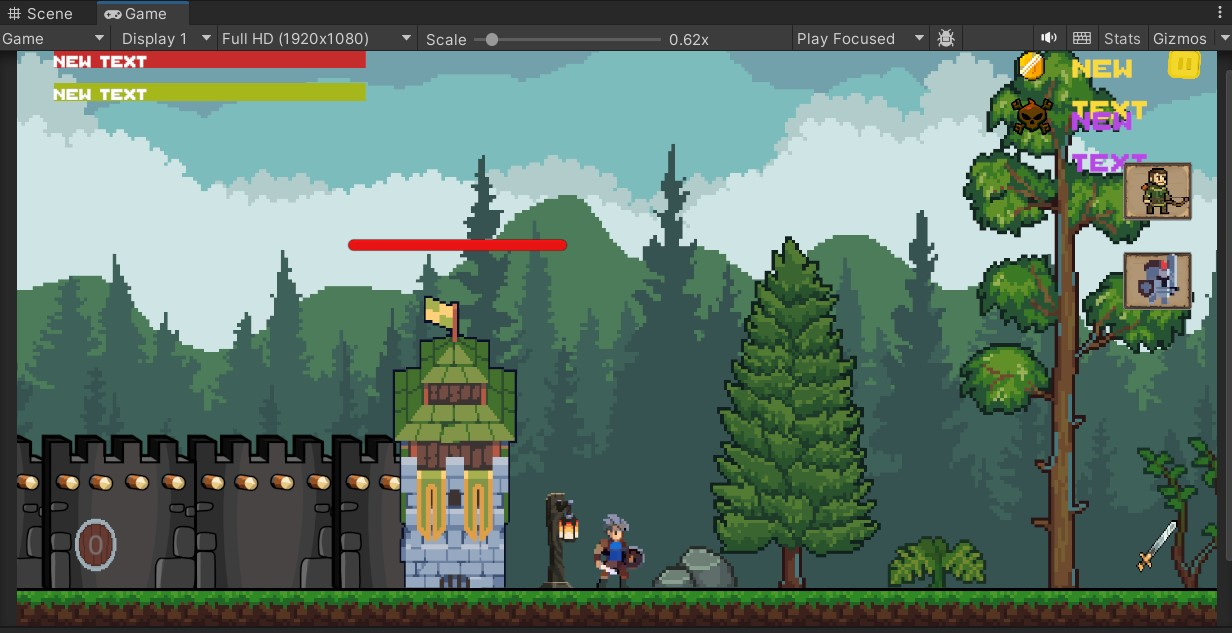 Scene
Game
Game
Display 1
Full HD (1920x1080)
Scale
0.62x
Play Focused
Stats
Gizmos
NEW TEXT
NEW TEXT
NEW
TEXT
NEW
TEXT
0